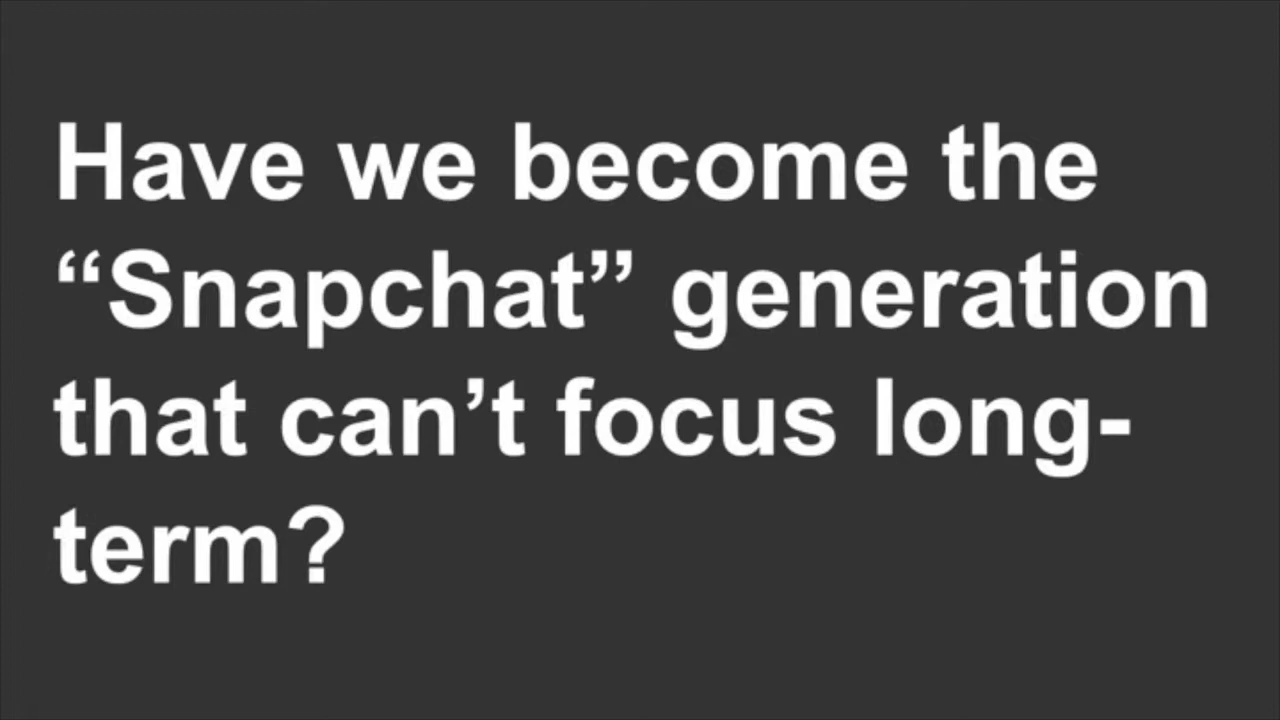 Have we become the
“Snapchat” generation
that can’t focus long-
term?